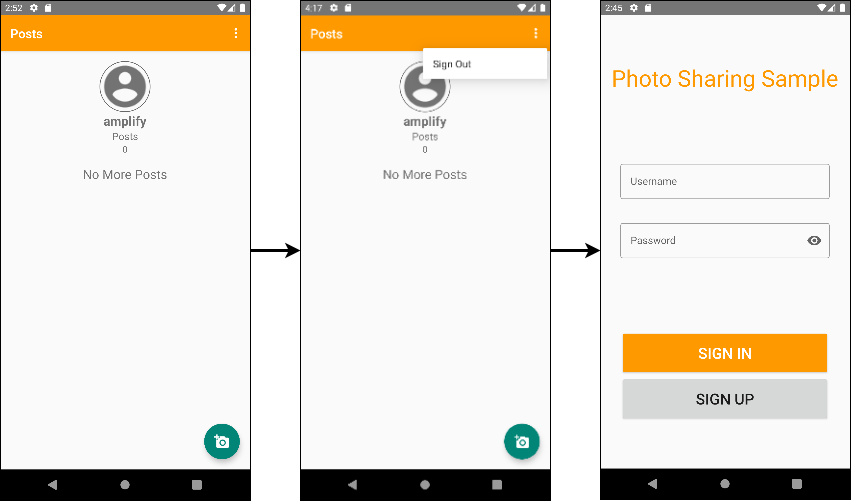 2:52
Posts
amplify
Posts
0
No More Posts
4:17
Posts
Sign Out
amplify
Posts
0
No More Posts
2:45
Photo Sharing Sample
Username
Password
SIGN IN
SIGN UP